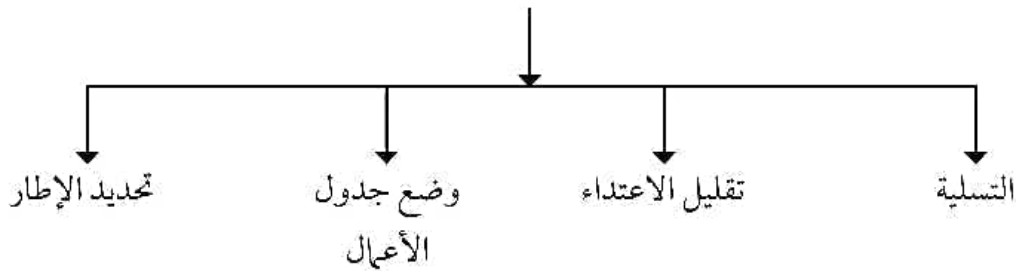 التسلية
تقليل الاعتداء
وضع جدول
الأعمال
تحديد الإطار